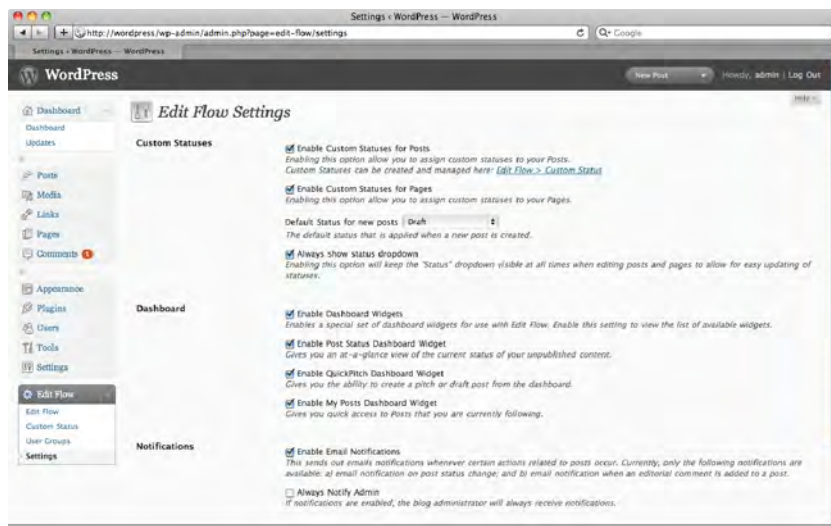 Settings ‹ WordPress — WordPress
http://wordpress/wp-admin/admin.php?page=edit-flow/settings
Google
Settings ‹ WordPress — WordPress
WordPress
New Post
Howdy, admin | Log Out
Help
Dashboard
Dashboard
Updates
Posts
Media
Links
Pages
Comments 1
Appearance
Plugins
Users
Tools
Settings
Edit Flow
Edit Flow
Custom Status
User Groups
Settings
Edit Flow Settings
Custom Statuses
Enable Custom Statuses for Posts
Enabling this option allow you to assign custom statuses to your Posts.
Custom Statuses can be created and managed here: Edit Flow > Custom Status
Enable Custom Statuses for Pages
Enabling this option allow you to assign custom statuses to your Pages.
Default Status for new posts Draft
The default status that is applied when a new post is created.
Always show status dropdown
Enabling this option will keep the "Status" dropdown visible at all times when editing posts and pages to allow for easy updating of
statuses.
Dashboard
Enable Dashboard Widgets
Enables a special set of dashboard widgets for use with Edit Flow. Enable this setting to view the list of available widgets.
Enable Post Status Dashboard Widget
Gives you an at-a-glance view of the current status of your unpublished content.
Enable QuickPitch Dashboard Widget
Gives you the ability to create a pitch or draft post from the dashboard.
Enable My Posts Dashboard Widget
Gives you quick access to Posts that you are currently following.
Notifications
Enable Email Notifications
This sends out emails notifications whenever certain actions related to posts occur. Currently, only the following notifications are
available: a) email notification on post status change; and b) email notification when an editorial comment is added to a post.
Always Notify Admin
If notifications are enabled, the blog administrator will always receive notifications.